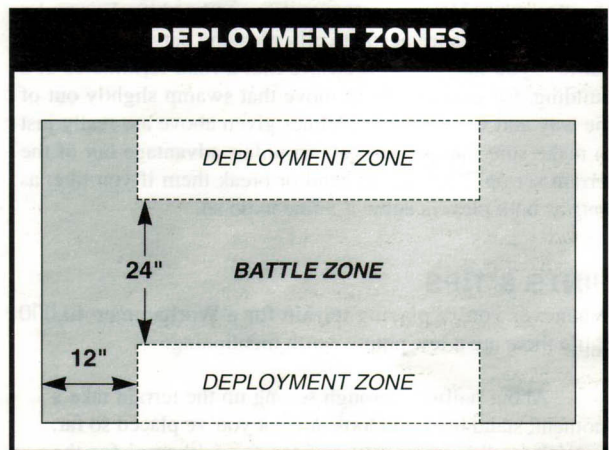 DEPLOYMENT ZONES
DEPLOYMENT ZONE
24"
BATTLE ZONE
12"
DEPLOYMENT ZONE